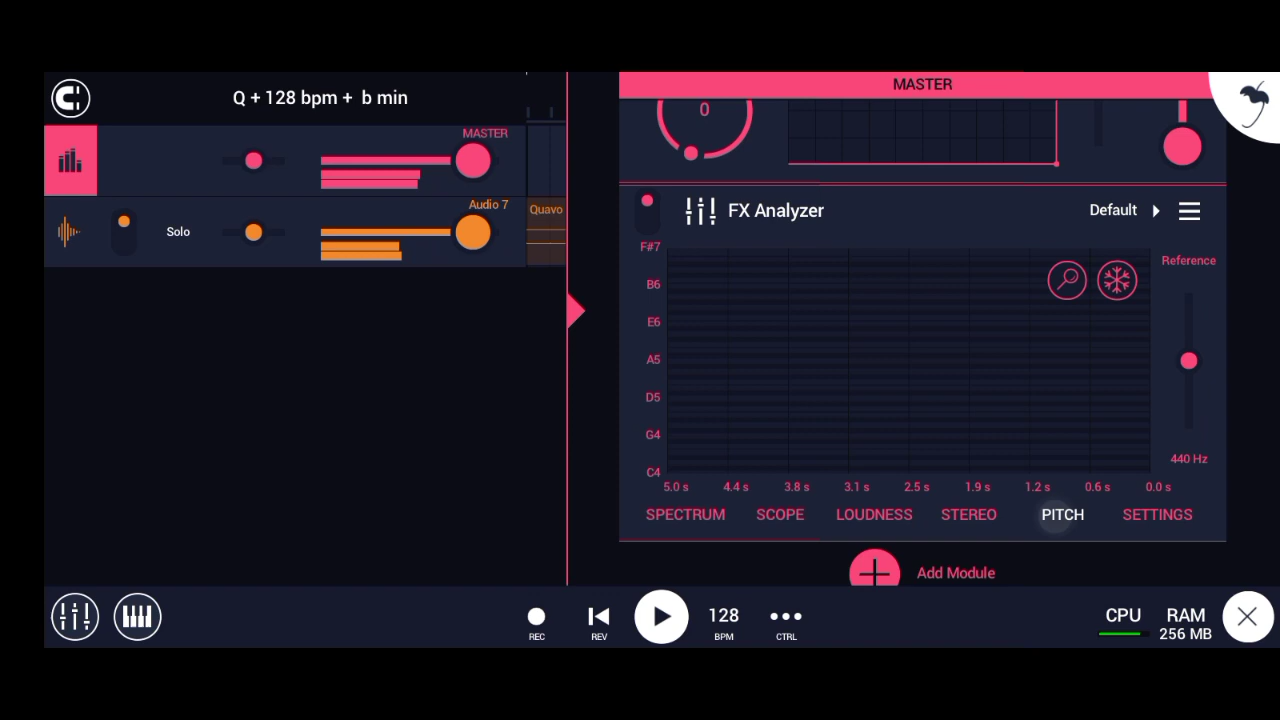 Q + 128 bpm + b min
MASTER
Solo
Audio 7
Quavo
MASTER
0
FX Analyzer
Default
F#7
B6
E6
A5
D5
G4
C4
Reference
440 Hz
5.0 s 4.4 s 3.8 s 3.1 s 2.5 s 1.9 s 1.2 s 0.6 s 0.0 s
SPECTRUM SCOPE LOUDNESS STEREO PITCH SETTINGS
Add Module
REC
REV
128
BPM
CTRL
CPU
RAM
256 MB